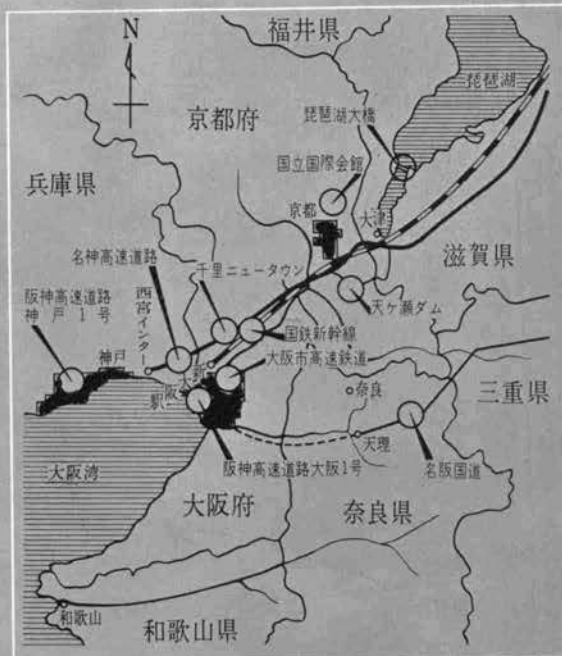 N
福井県
琵琶湖
京都府
琵琶湖大橋
国立国際会館
兵庫県
京都
大津
名神高速道路
千里ニュータウン
滋賀県
阪神高速道路
神戸1号
西宮インター
天ヶ瀬ダム
神戸
国鉄新幹線
新大阪駅
大阪市高速鉄道
奈良
三重県
天理
名阪国道
大阪湾
阪神高速道路大阪1号
大阪府
奈良県
和歌山
和歌山県